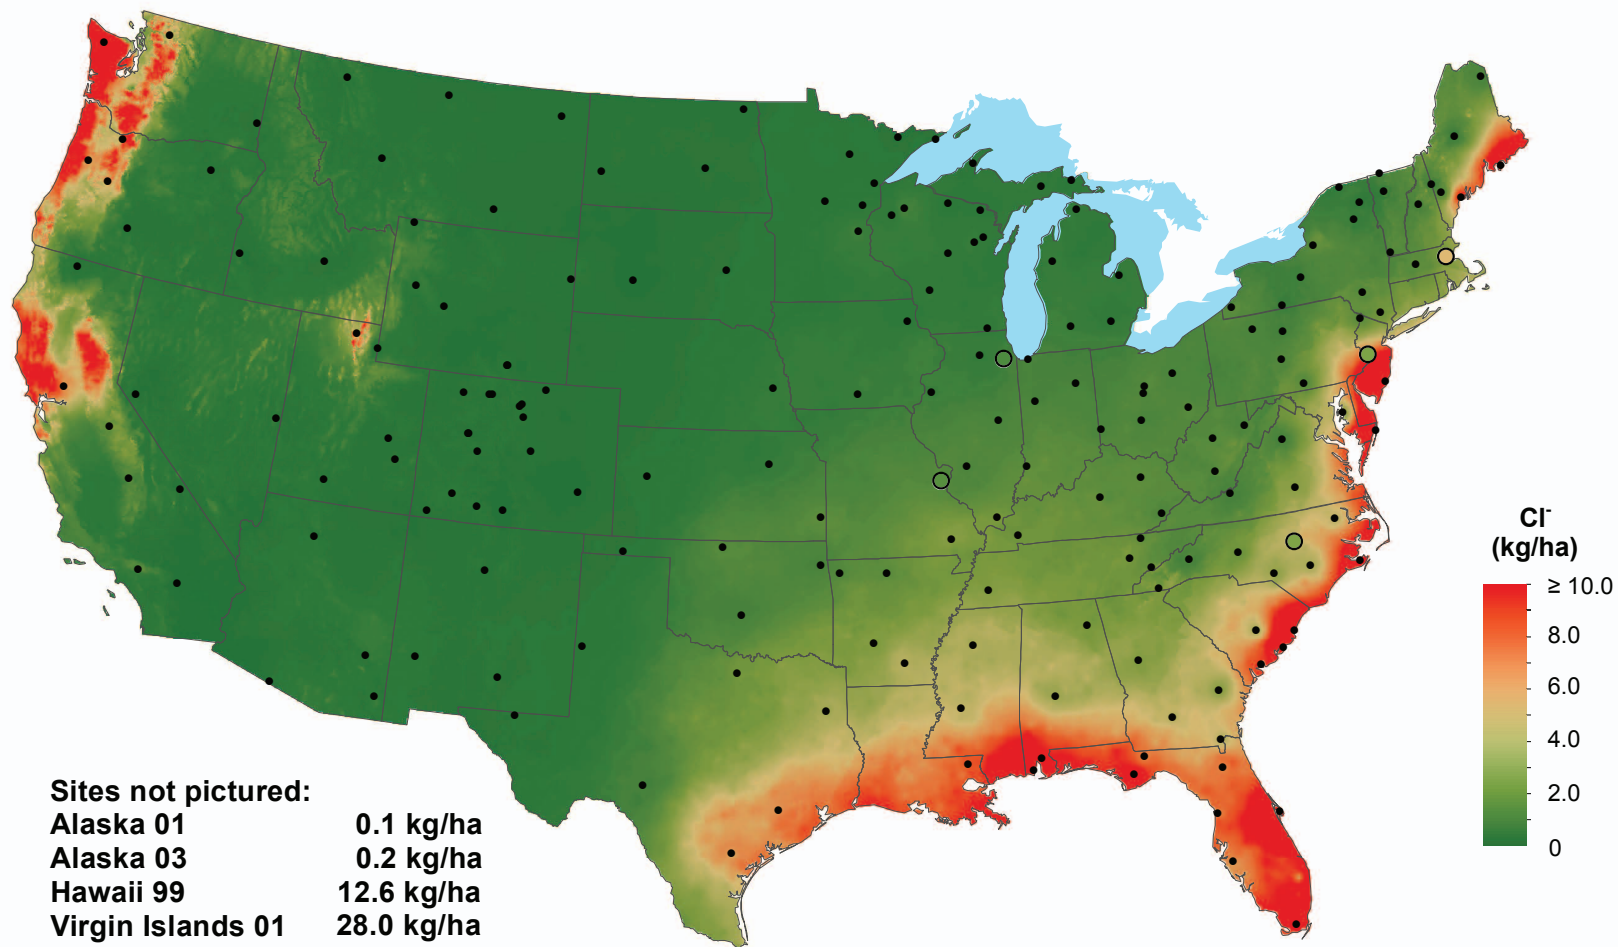 Cl-
(kg/ha)
≥ 10.0
8.0
6.0
4.0
2.0
0
Sites not pictured:
Alaska 01 0.1 kg/ha
Alaska 03 0.2 kg/ha
Hawaii 99 12.6 kg/ha
Virgin Islands 01 28.0 kg/ha